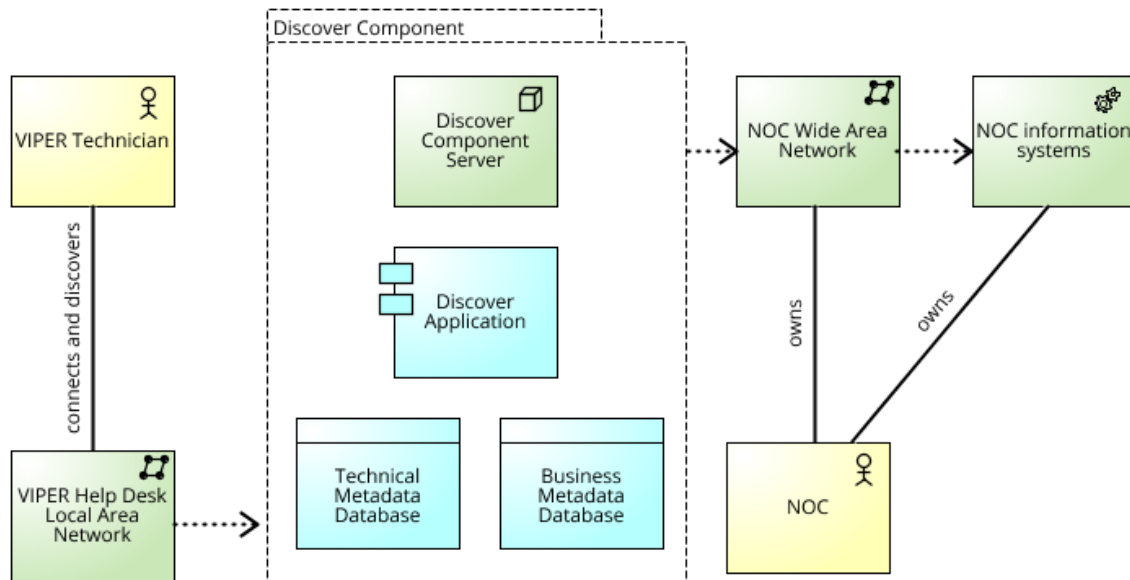 Discover Component
VIPER Technician
Discover
Component
Server
NOC Wide Area
Network
NOC information
systems
connects and discovers
Discover
Application
owns
owns
Technical
Metadata
Database
Business
Metadata
Database
NOC
VIPER Help Desk
Local Area
Network